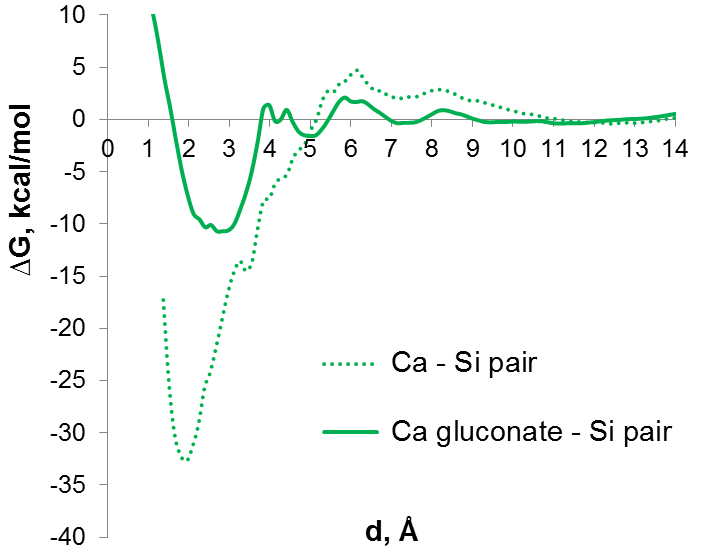 10
5
0
-5
-10
-15
-20
-25
-30
-35
-40
ΔG, kcal/mol
0 1 2 3 4 5 6 7 8 9 10 11 12 13 14
Ca - Si pair
Ca gluconate - Si pair
d, Å